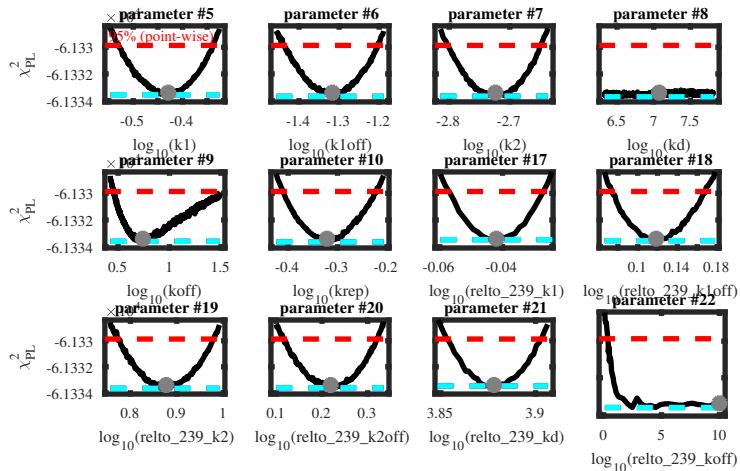 parameter #5
parameter #6
parameter #7
parameter #8
95% (point-wise)
-6.133
-6.1332
-6.1334
χ²PL
-0.5 -0.4
-1.4 -1.3 -1.2
-2.8 -2.7
6.5 7 7.5
log10(k1)
log10(k1off)
log10(k2)
log10(kd)
parameter #9
parameter #10
parameter #17
parameter #18
-6.133
-6.1332
-6.1334
χ²PL
0.5 1 1.5
-0.4 -0.3 -0.2
-0.06 -0.04
0.1 0.14 0.18
log10(koff)
log10(krep)
log10(relto_239_k1)
log10(relto_239_k1off)
parameter #19
parameter #20
parameter #21
parameter #22
-6.133
-6.1332
-6.1334
χ²PL
0.8 0.9 1
0.1 0.2 0.3
3.85 3.9
0 5 10
log10(relto_239_k2)
log10(relto_239_k2off)
log10(relto_239_kd)
log10(relto_239_koff)